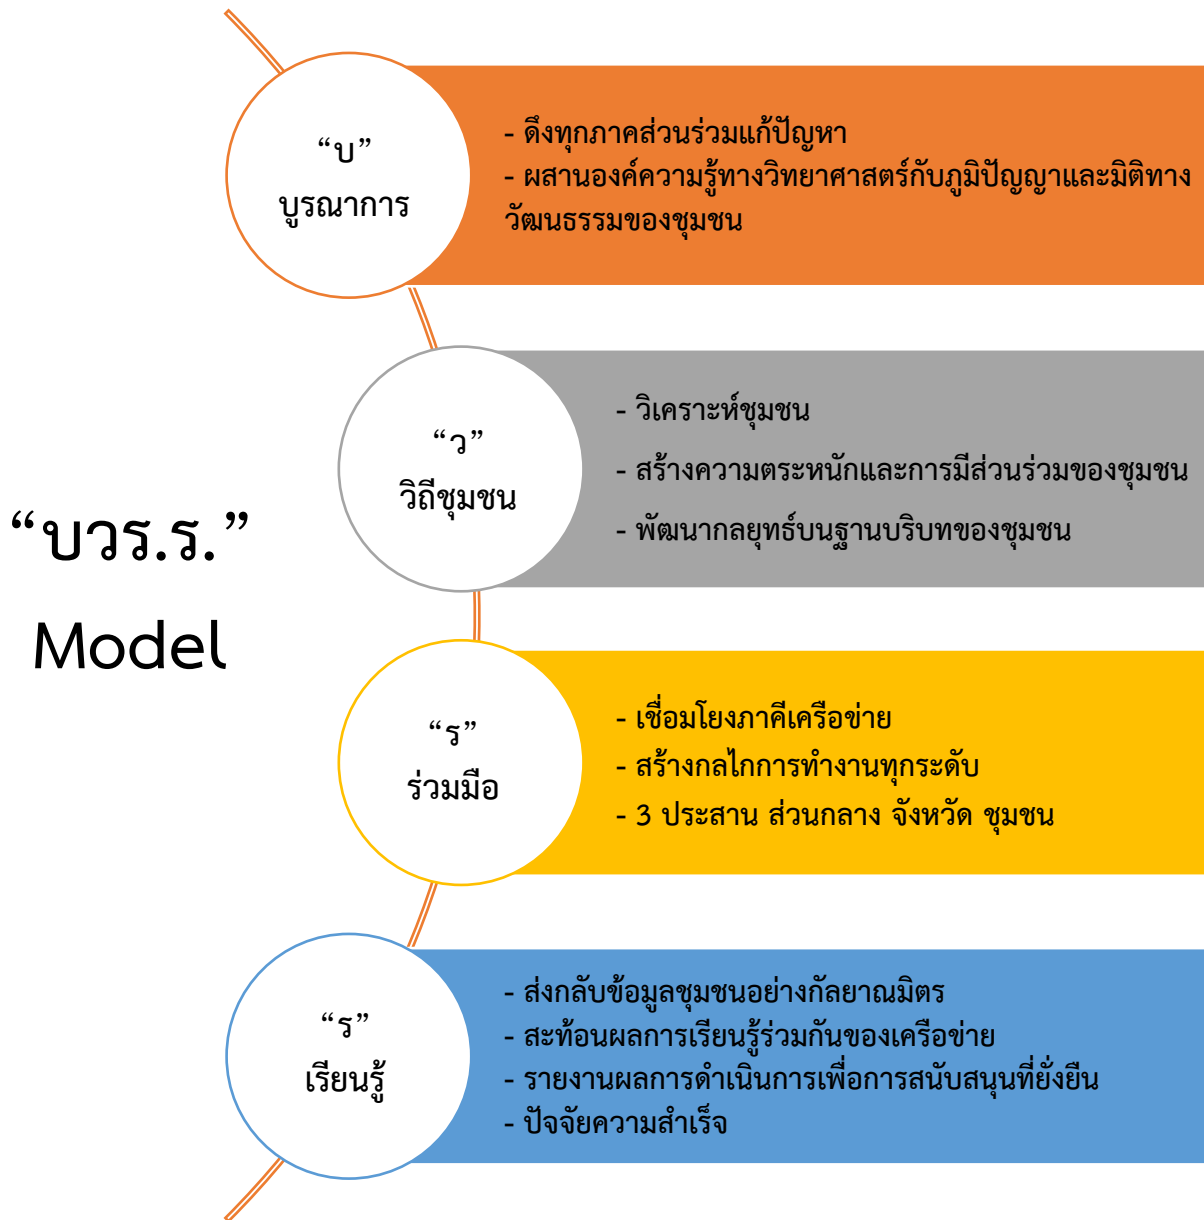 “บวร.ร.”
Model
“บ”
บูรณาการ
- ดึงทุกภาคส่วนร่วมแก้ปัญหา
- ผสานองค์ความรู้ทางวิทยาศาสตร์กับภูมิปัญญาและมิติทาง
วัฒนธรรมของชุมชน
“ว”
วิถีชุมชน
- วิเคราะห์ชุมชน
- สร้างความตระหนักและการมีส่วนร่วมของชุมชน
- พัฒนากลยุทธ์บนฐานบริบทของชุมชน
“ร”
ร่วมมือ
- เชื่อมโยงภาคีเครือข่าย
- สร้างกลไกการทำงานทุกระดับ
- 3 ประสาน ส่วนกลาง จังหวัด ชุมชน
“ร”
เรียนรู้
- ส่งกลับข้อมูลชุมชนอย่างกัลยาณมิตร
- สะท้อนผลการเรียนรู้ร่วมกันของเครือข่าย
- รายงานผลการดำเนินการเพื่อการสนับสนุนที่ยั่งยืน
- ปัจจัยความสำเร็จ